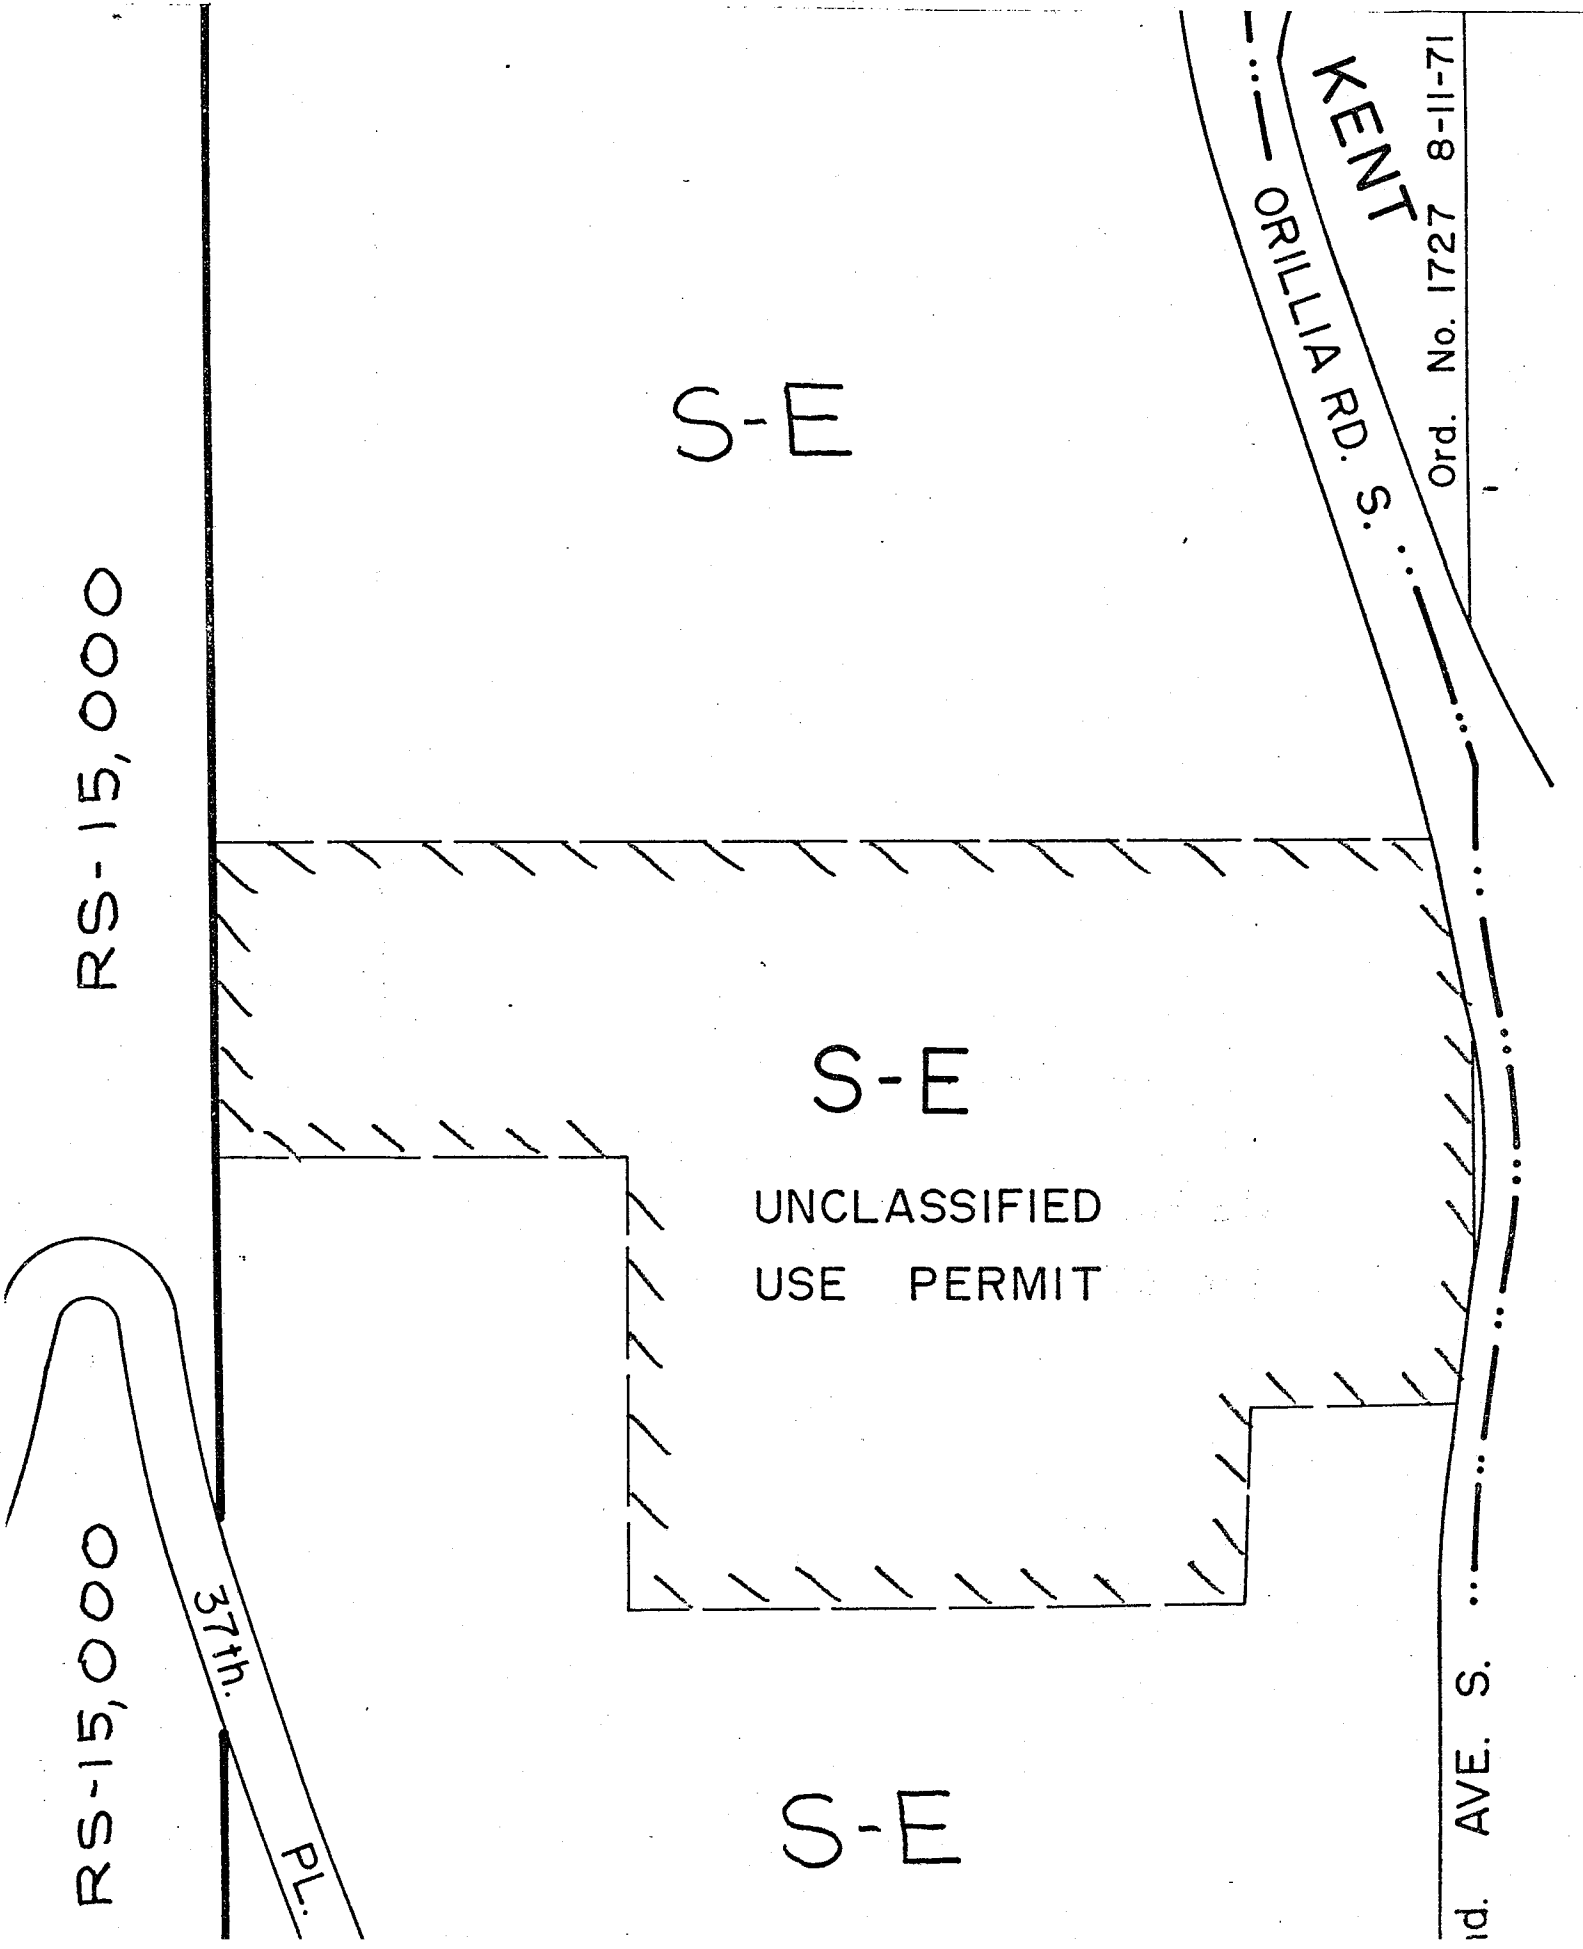 KENT
Ord. No. 1727 8-11-71
ORILLIA RD. S.
S-E
RS-15,000
S-E
UNCLASSIFIED
USE PERMIT
RS-15,000
37th. PL.
S-E
AVE. S.